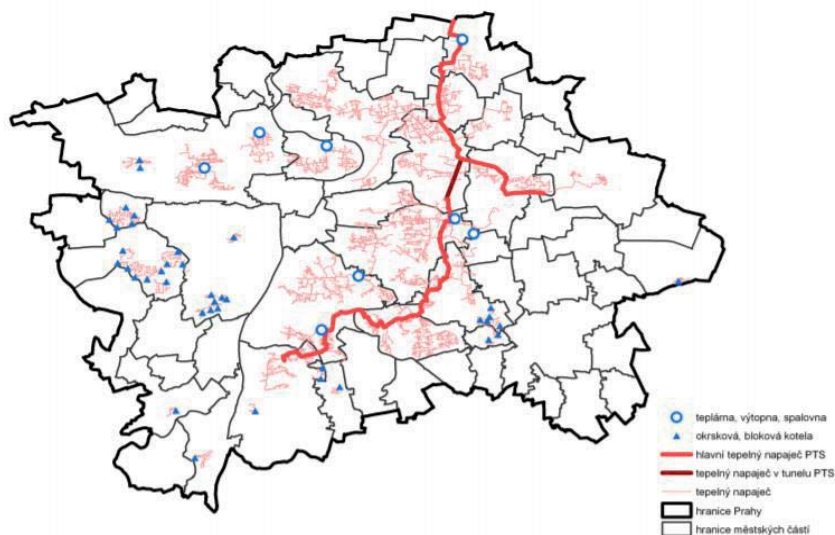 teplárna, výtopna, spalovna
okrsková, bloková kotela
hlavní tepelný napaječ PTS
tepelný napaječ v tunelu PTS
tepelný napaječ
hranice Prahy
hranice městských částí